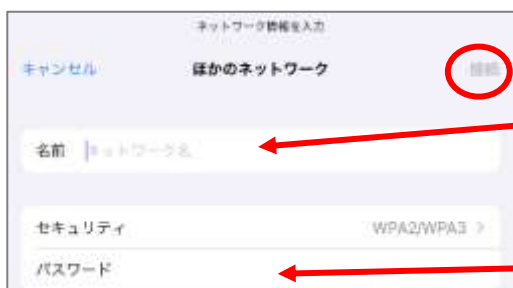 ネットワーク情報を入力
キャンセル ほかのネットワーク 接続
名前 ネットワーク名
セキュリティ WPA2/WPA3 >
パスワード